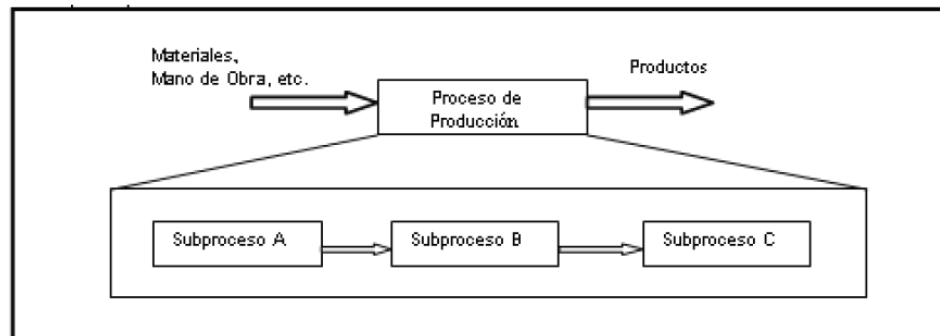 Materiales,
Mano de Obra, etc.
Productos
Proceso de
Producción
Subproceso A
Subproceso B
Subproceso C